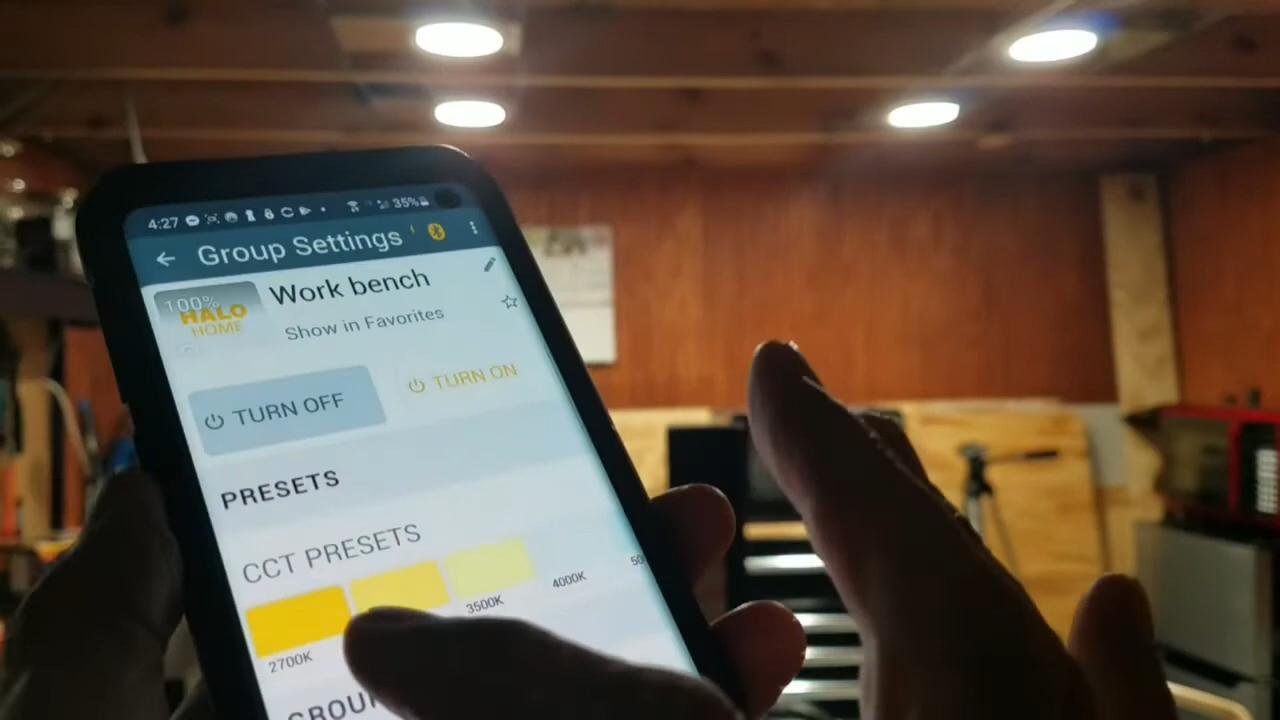 4:27 35%
Group Settings
100%
HALO
HOME
Work bench
Show in Favorites
TURN OFF
TURN ON
PRESETS
CCT PRESETS
2700K
3500K
4000K